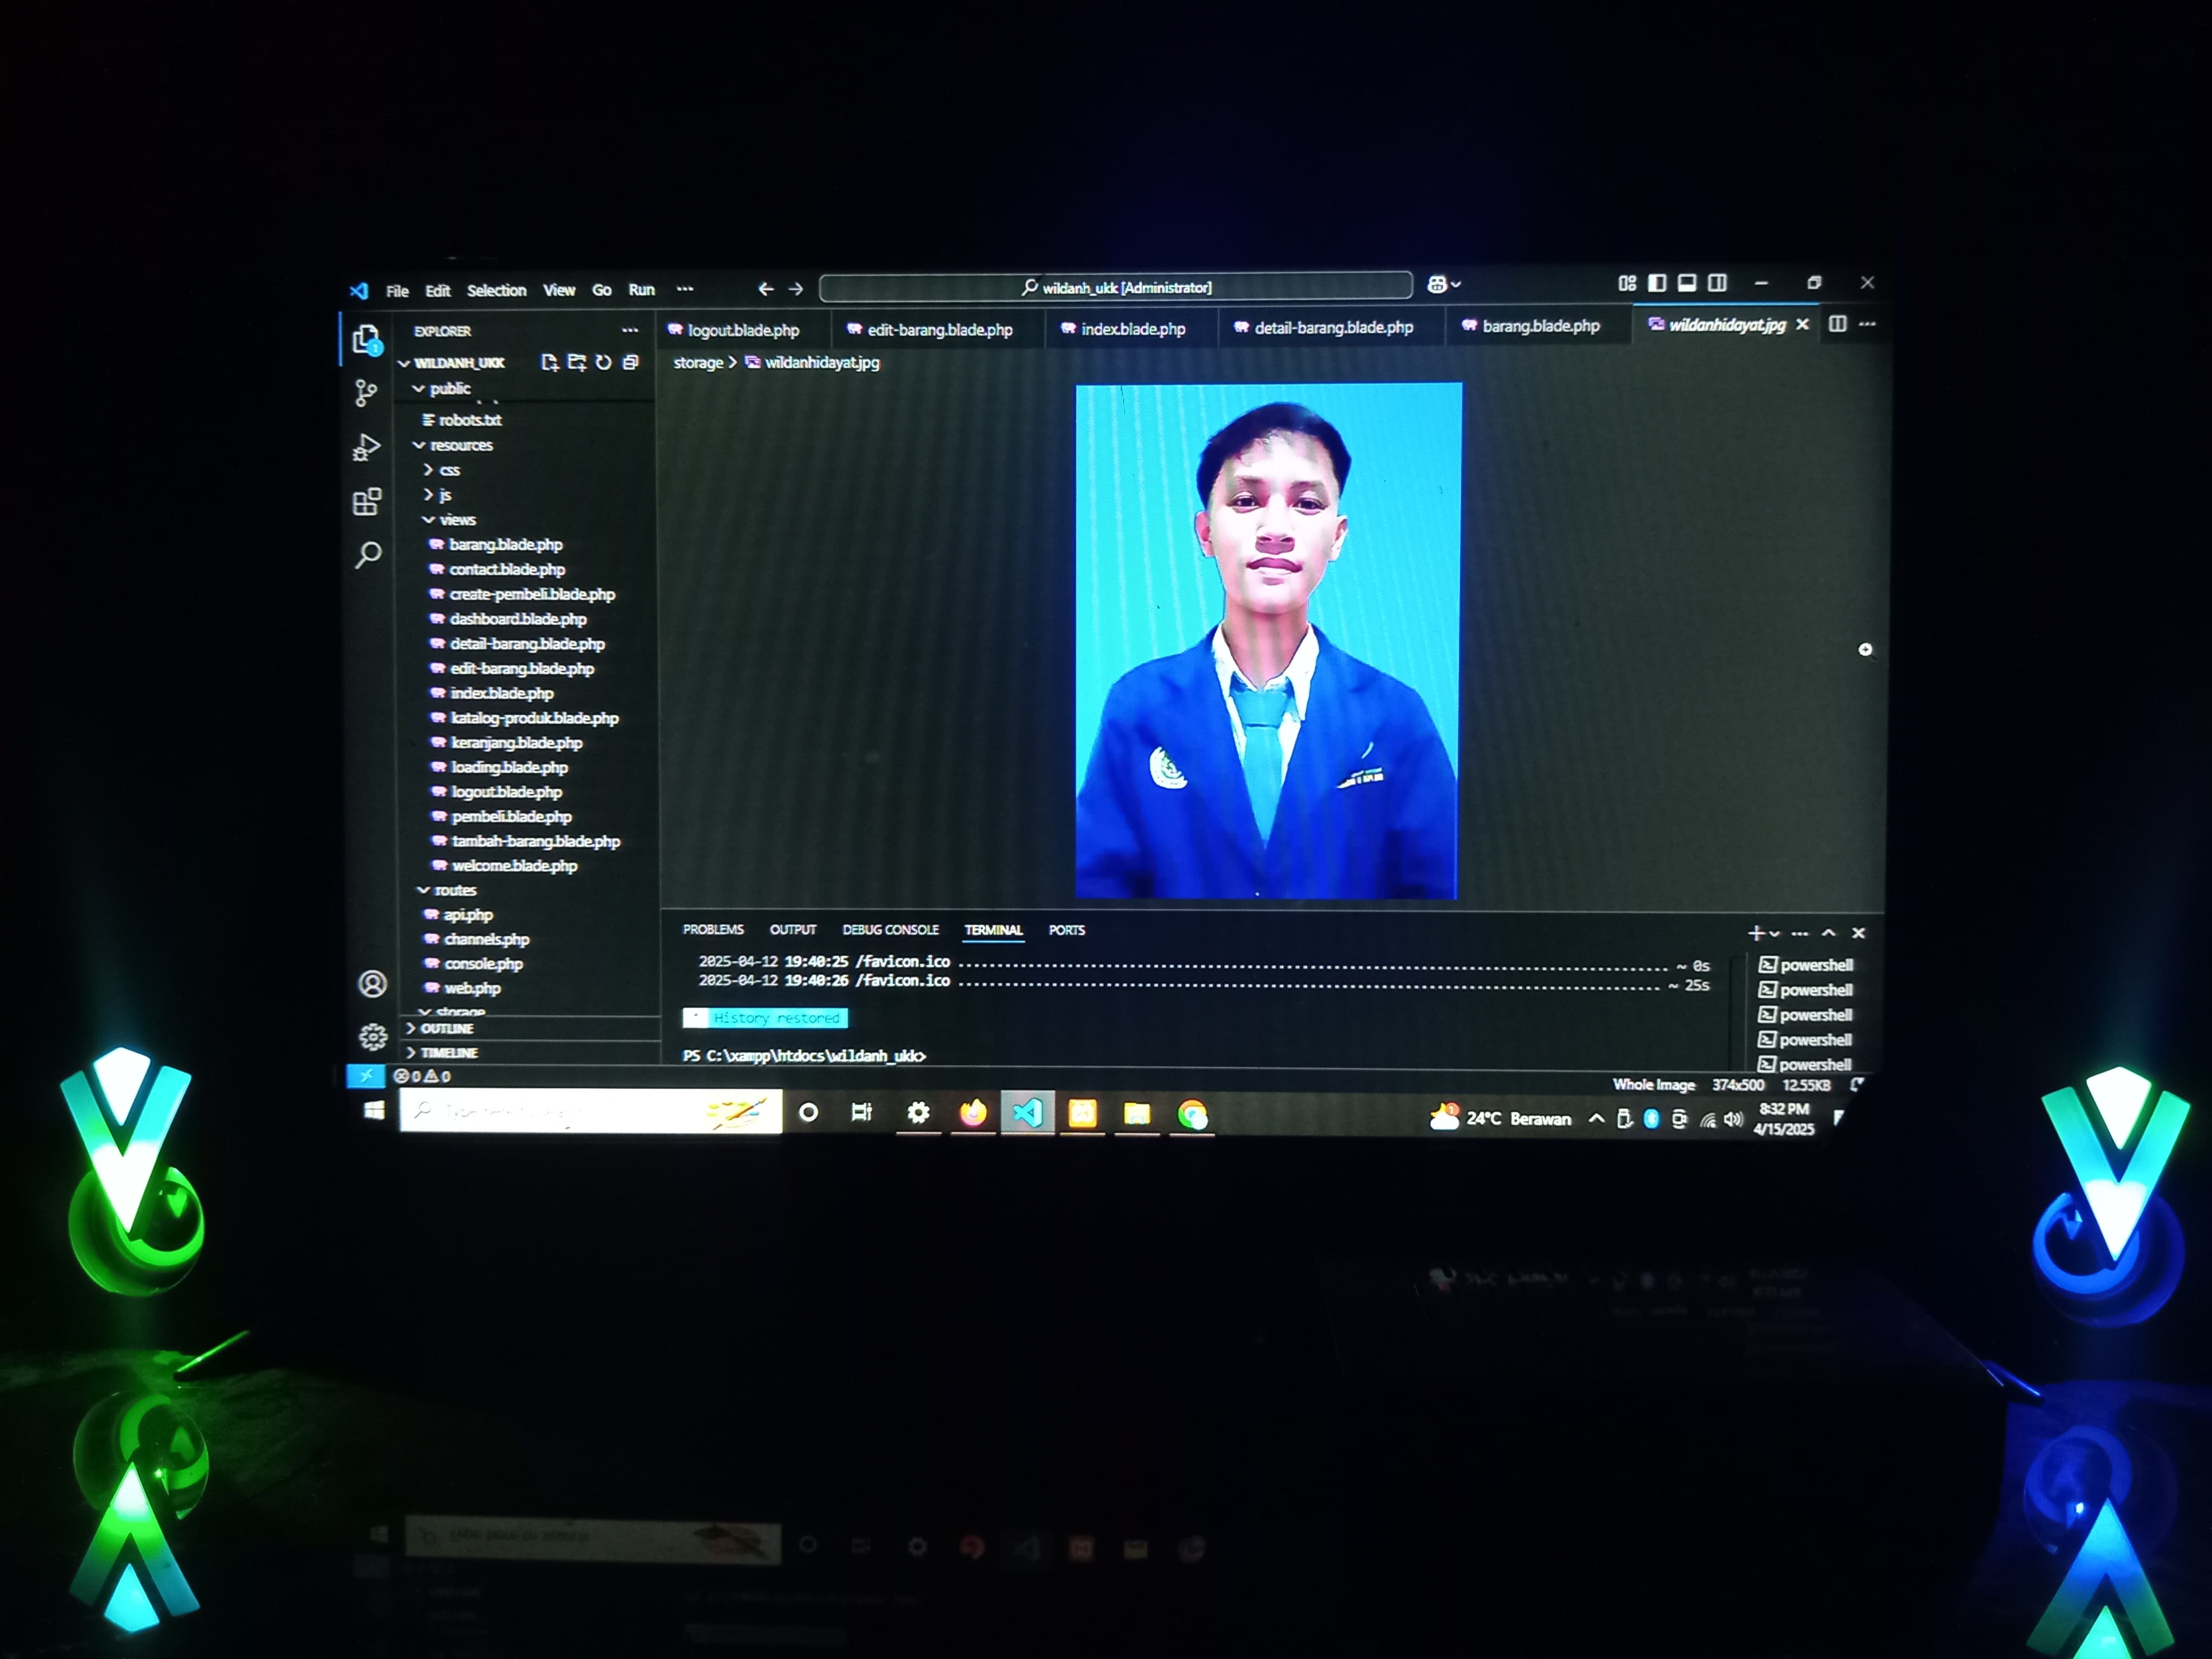 File Edit Selection View Go Run ...
wildanh_ukk [Administrator]
EXPLORER
logout.blade.php
edit-barang.blade.php
index.blade.php
detail-barang.blade.php
barang.blade.php
wildanhidayat.jpg
storage > wildanhidayat.jpg
WILDANH_UKK
public
robots.txt
resources
css
js
views
barang.blade.php
contact.blade.php
create-pembeli.blade.php
dashboard.blade.php
detail-barang.blade.php
edit-barang.blade.php
index.blade.php
katalog-produk.blade.php
keranjang.blade.php
loading.blade.php
logout.blade.php
pembeli.blade.php
tambah-barang.blade.php
welcome.blade.php
routes
api.php
channels.php
console.php
web.php
storage
OUTLINE
TIMELINE
PROBLEMS OUTPUT DEBUG CONSOLE TERMINAL PORTS
2025-04-12 19:40:25 /favicon.ico ~ 0s
2025-04-12 19:40:26 /favicon.ico ~ 25s
* History restored
PS C:\xampp\htdocs\wildanh_ukk>
powershell
powershell
powershell
powershell
powershell
0 0
Whole Image 374x500 12.55KB
Type here to search
24°C Berawan
8:32 PM
4/15/2025